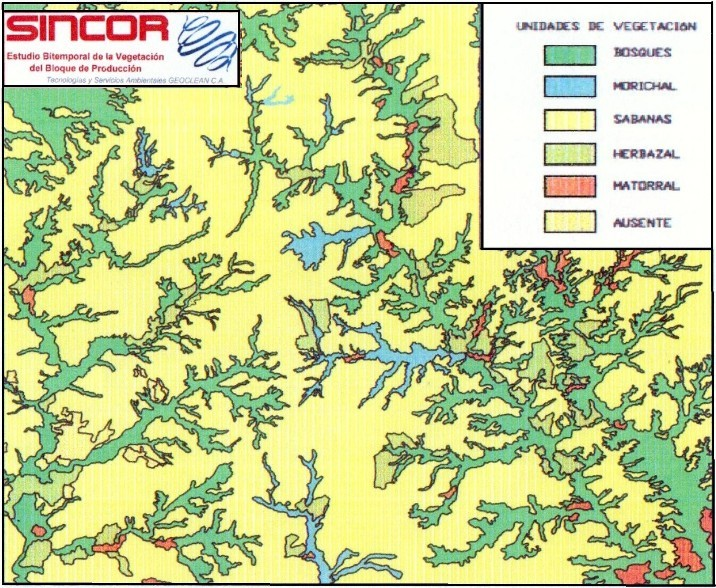 SINCOR
Estudio Bitemporal de la Vegetación
del Bloque de Producción
Tecnologías y Servicios Ambientales GEOCLEAN C.A.
UNIDADES DE VEGETACION
BOSQUES
MORICHAL
SABANAS
HERBAZAL
MATORRAL
AUSENTE